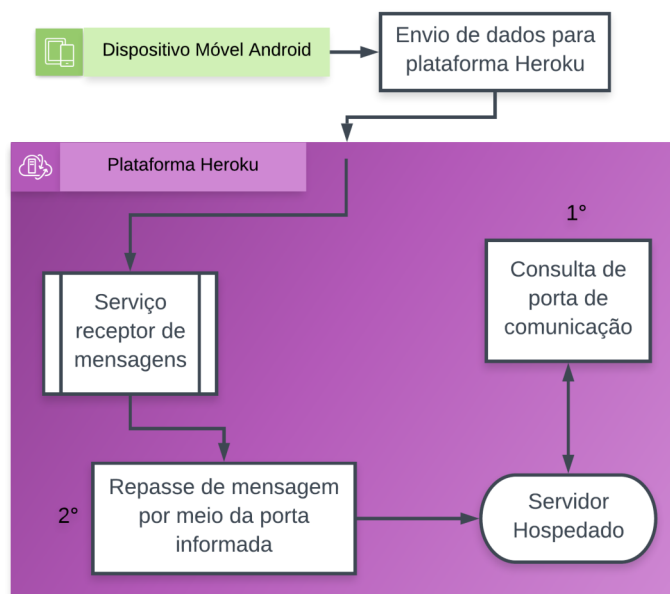 Dispositivo Móvel Android
Envio de dados para
plataforma Heroku
Plataforma Heroku
1°
Consulta de
porta de
comunicação
Serviço
receptor de
mensagens
2°
Repasse de mensagem
por meio da porta
informada
Servidor
Hospedado